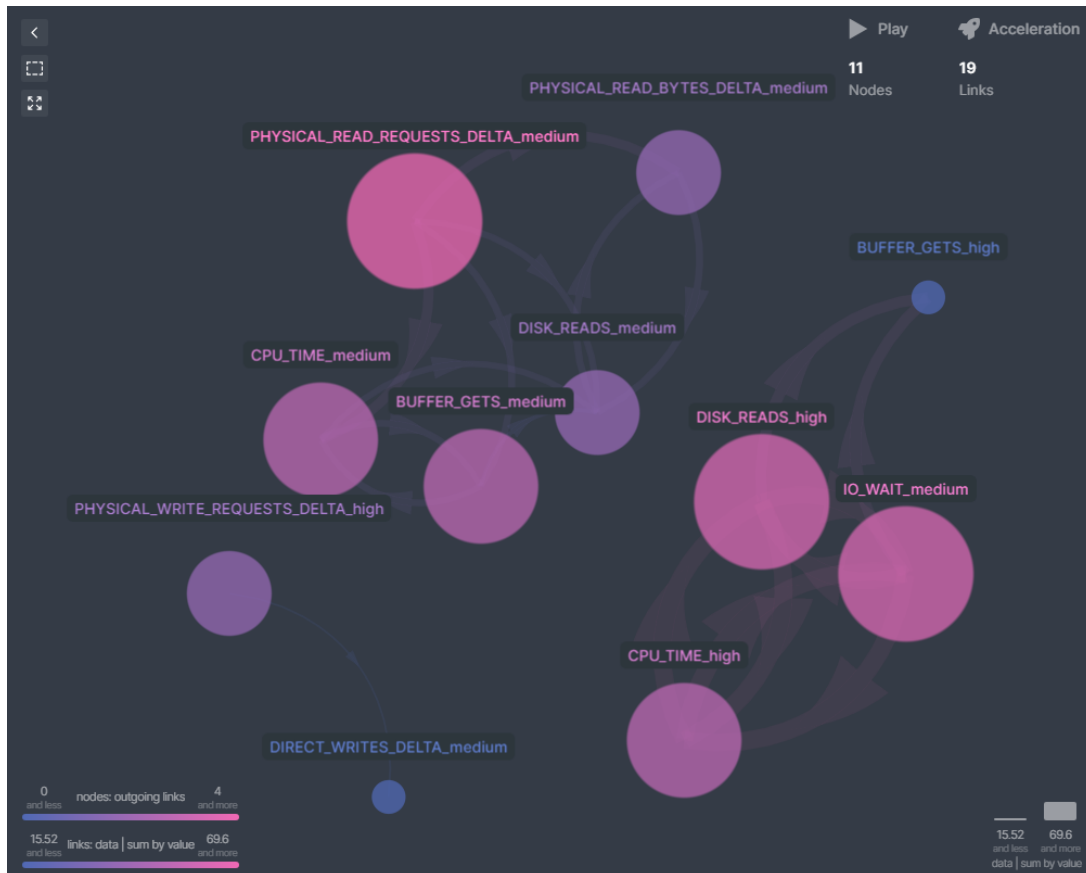 Play
Acceleration
11
19
Nodes
Links
PHYSICAL_READ_BYTES_DELTA_medium
PHYSICAL_READ_REQUESTS_DELTA_medium
BUFFER_GETS_high
DISK_READS_medium
CPU_TIME_medium
BUFFER_GETS_medium
DISK_READS_high
IO_WAIT_medium
PHYSICAL_WRITE_REQUESTS_DELTA_high
CPU_TIME_high
DIRECT_WRITES_DELTA_medium
0
and less
nodes: outgoing links
4
and more
15.52
and less
links: data | sum by value
69.6
and more
15.52
and less
69.6
and more
data | sum by value